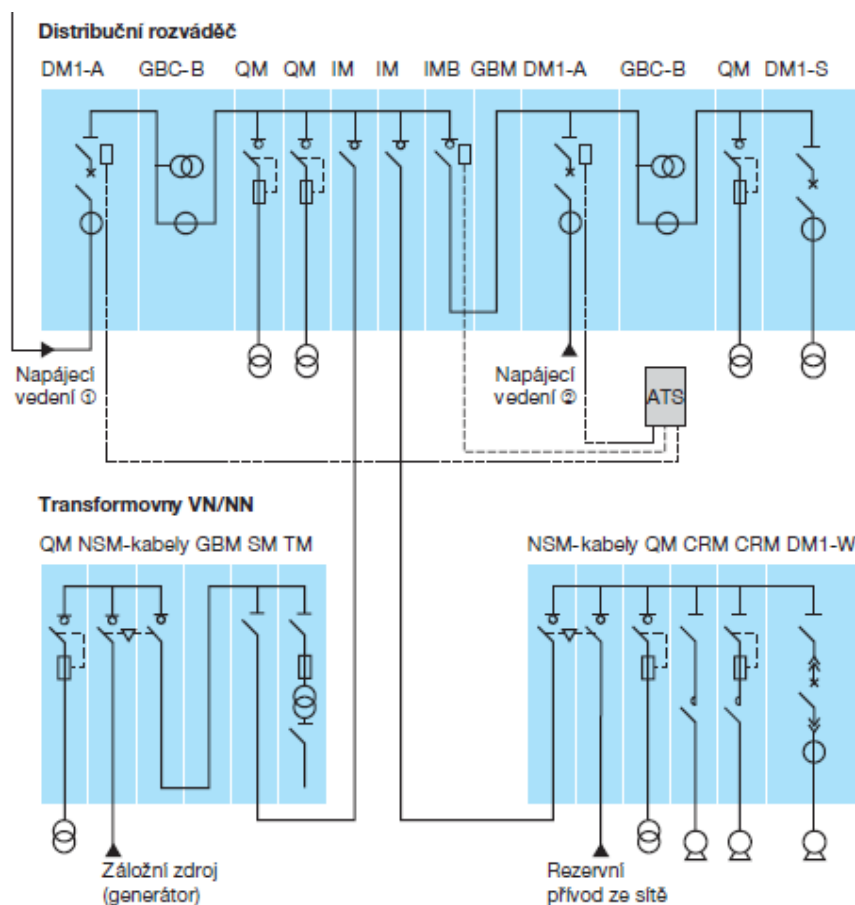 Distribuční rozváděč
DM1-A GBC-B QM QM IM IM IMB GBM DM1-A GBC-B QM DM1-S
Napájecí
vedení ①
Napájecí
vedení ②
ATS
Transformovny VN/NN
QM NSM-kabely GBM SM TM
NSM-kabely QM CRM CRM DM1-W
Záložní zdroj
(generátor)
Rezervní
přívod ze sítě